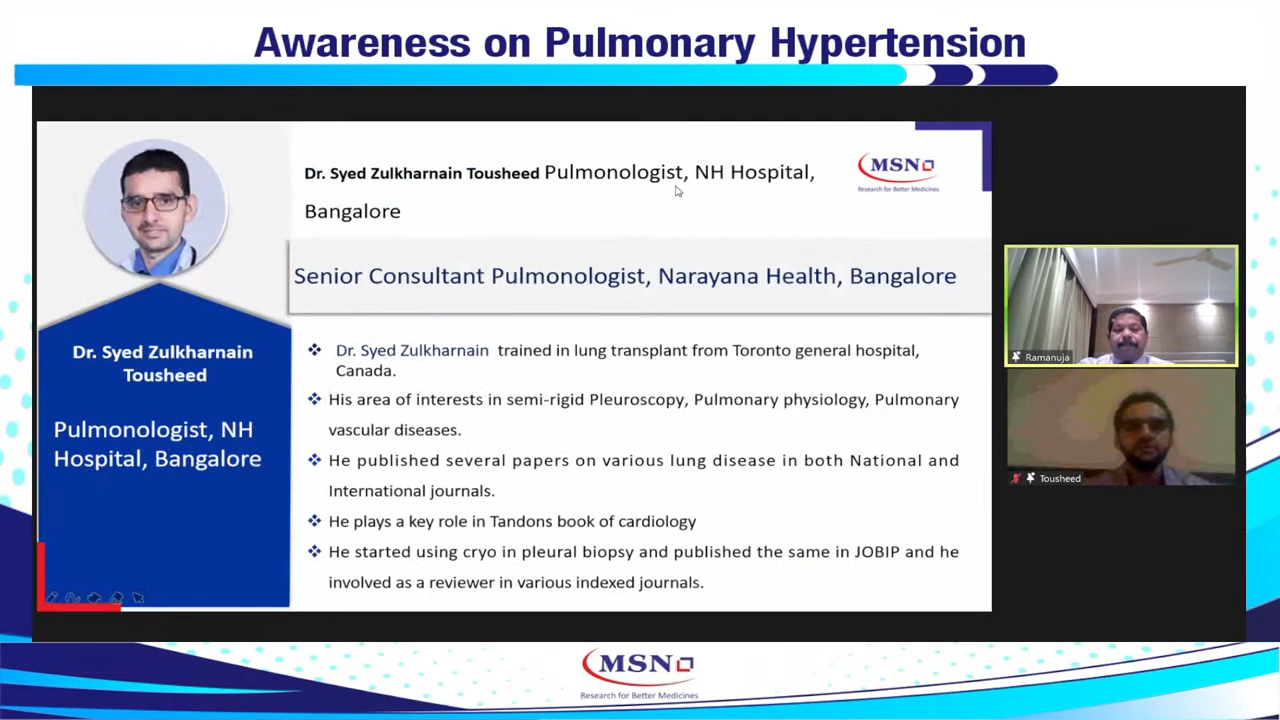 Awareness on Pulmonary Hypertension
Dr. Syed Zulkharnain Tousheed Pulmonologist, NH Hospital,
Bangalore
MSN
Research for Better Medicines
Senior Consultant Pulmonologist, Narayana Health, Bangalore
Dr. Syed Zulkharnain
Tousheed
Pulmonologist, NH
Hospital, Bangalore
❖ Dr. Syed Zulkharnain trained in lung transplant from Toronto general hospital,
Canada.
❖ His area of interests in semi-rigid Pleuroscopy, Pulmonary physiology, Pulmonary
vascular diseases.
❖ He published several papers on various lung disease in both National and
International journals.
❖ He plays a key role in Tandons book of cardiology
❖ He started using cryo in pleural biopsy and published the same in JOBIP and he
involved as a reviewer in various indexed journals.
Ramanuja
Tousheed
MSN
Research for Better Medicines